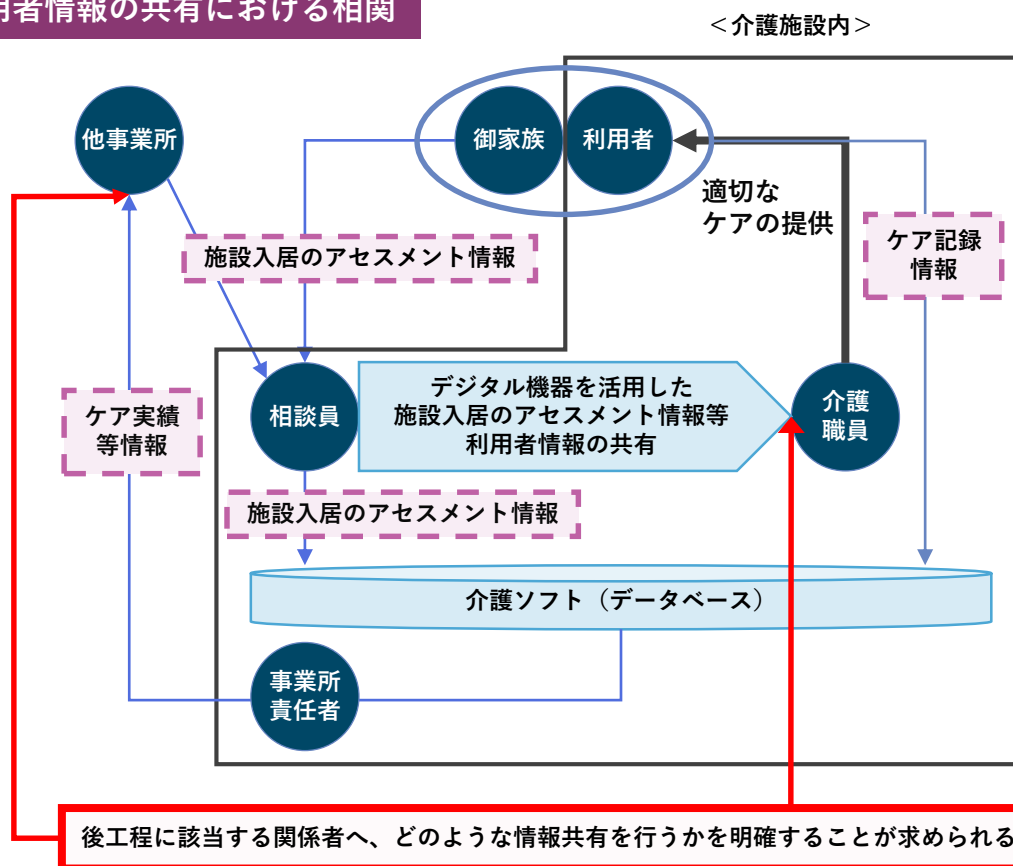 用者情報の共有における相関
＜介護施設内＞
他事業所
御家族
利用者
適切な
ケアの提供
ケア記録
情報
施設入居のアセスメント情報
ケア実績
等情報
相談員
デジタル機器を活用した
施設入居のアセスメント情報等
利用者情報の共有
介護
職員
施設入居のアセスメント情報
介護ソフト（データベース）
事業所
責任者
後工程に該当する関係者へ、どのような情報共有を行うかを明確することが求められる